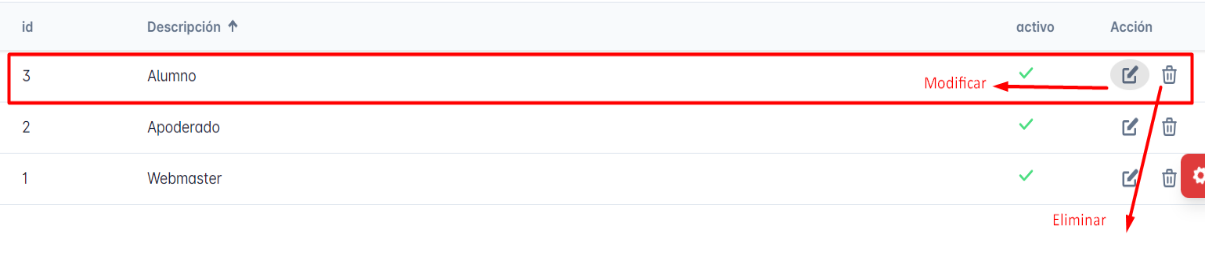 id Descripción activo Acción
3 Alumno
Modificar
2 Apoderado
1 Webmaster
Eliminar